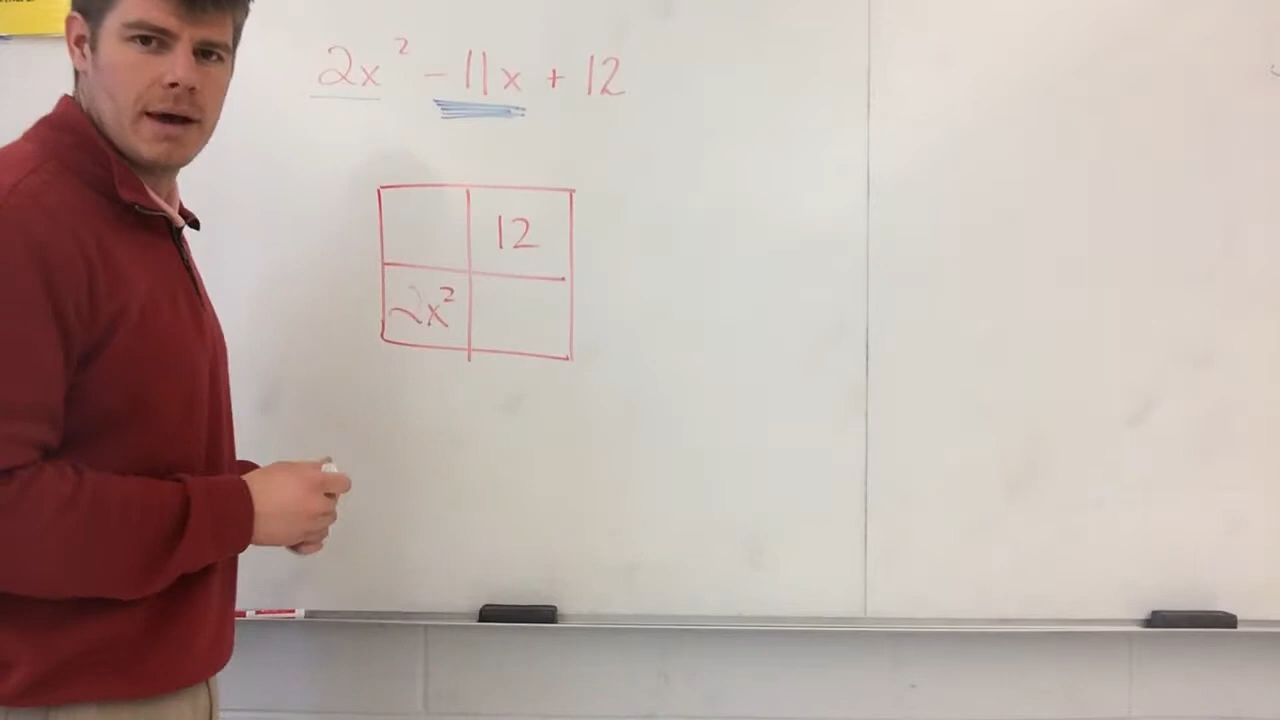 2x² - 11x + 12
12
2x²